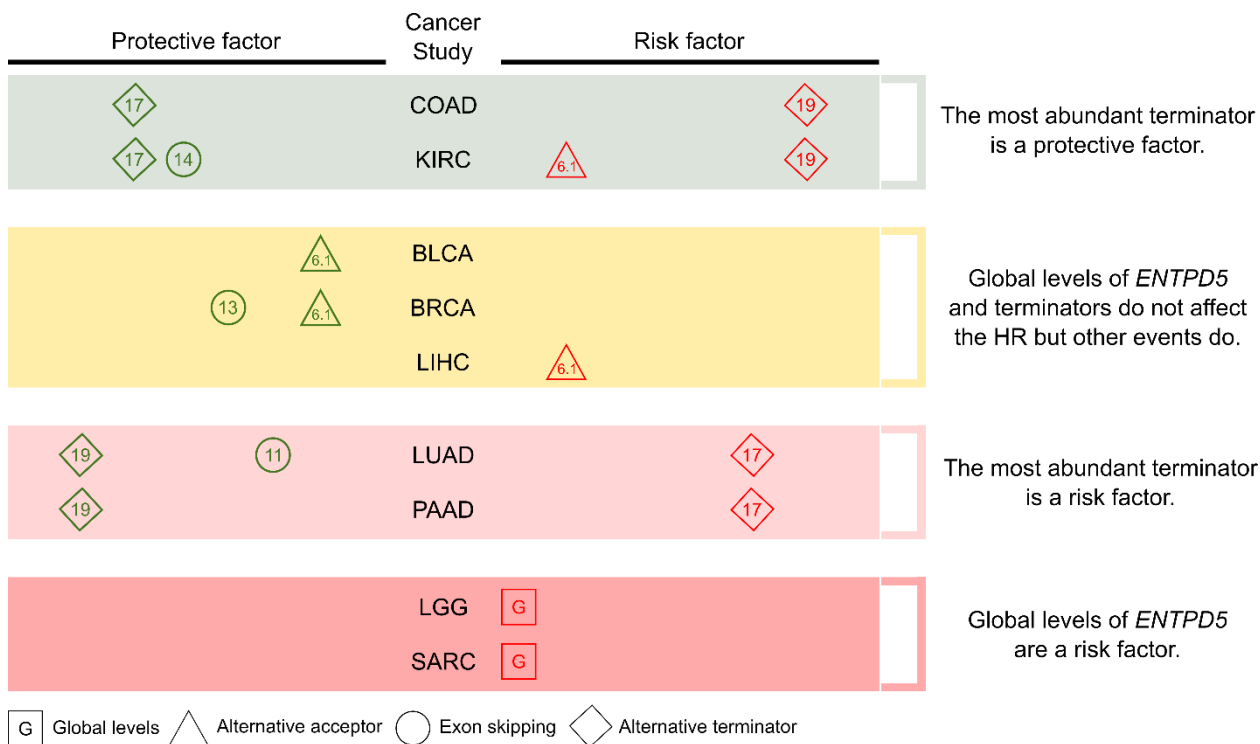 Protective factor
Cancer
Study
Risk factor
17
COAD
19
The most abundant terminator
is a protective factor.
17
14
KIRC
6.1
19
6.1
BLCA
Global levels of ENTPD5
and terminators do not affect
the HR but other events do.
13
6.1
BRCA
LIHC
6.1
19
11
LUAD
17
The most abundant terminator
is a risk factor.
19
PAAD
17
LGG
G
Global levels of ENTPD5
are a risk factor.
SARC
G
G Global levels Alternative acceptor Exon skipping Alternative terminator